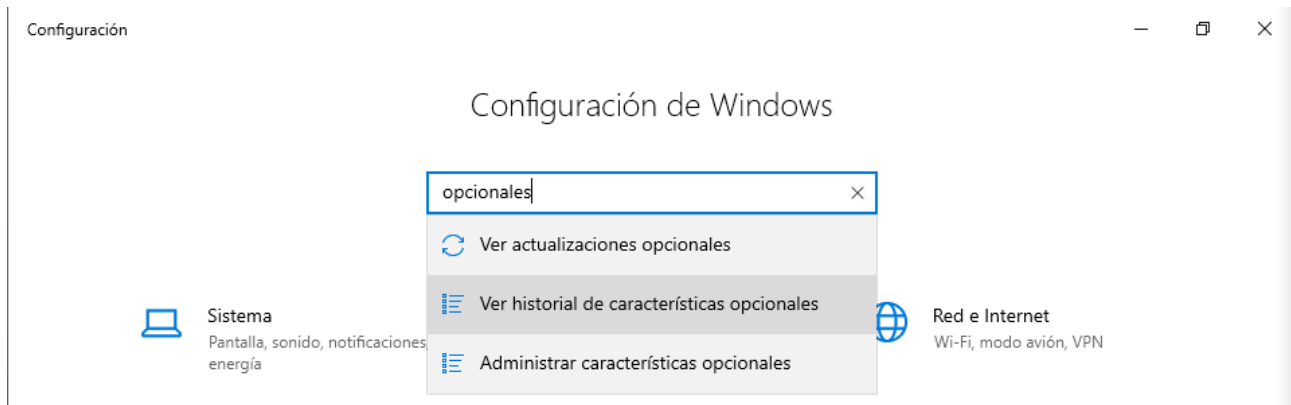 Configuración
Configuración de Windows
opcionales
Ver actualizaciones opcionales
Ver historial de características opcionales
Administrar características opcionales
Sistema
Pantalla, sonido, notificaciones,
energía
Red e Internet
Wi-Fi, modo avión, VPN